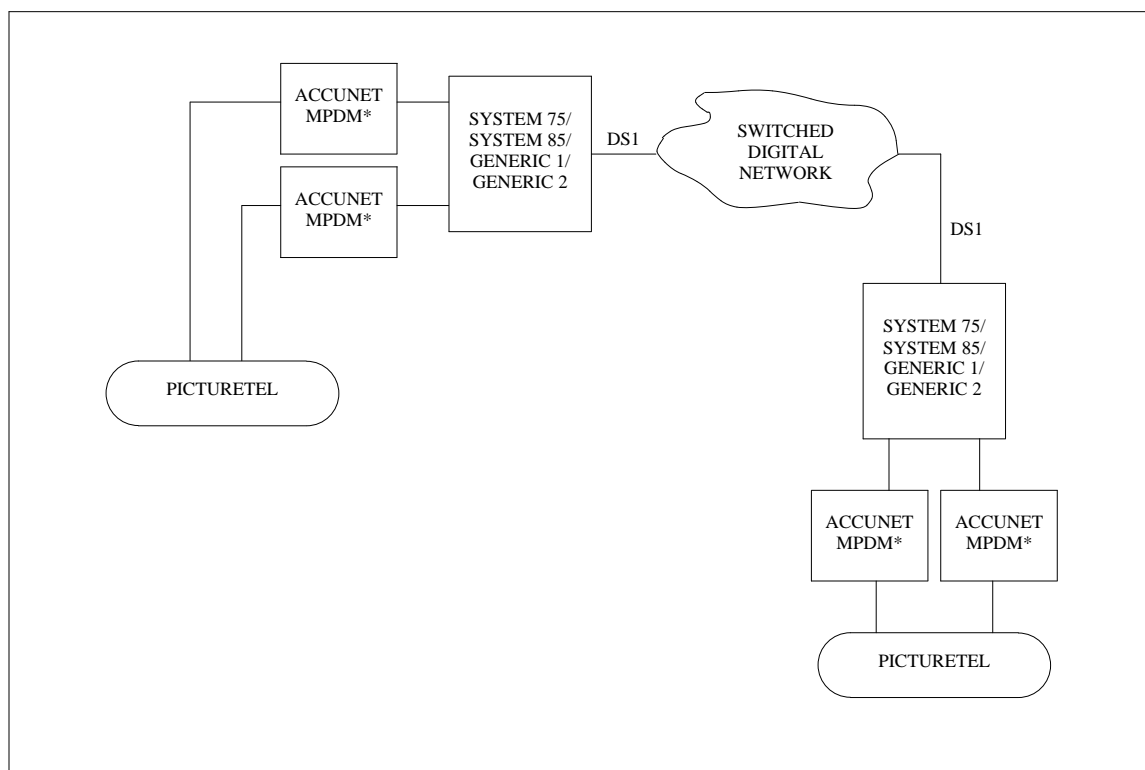 ACCUNET
MPDM*
ACCUNET
MPDM*
SYSTEM 75/
SYSTEM 85/
GENERIC 1/
GENERIC 2
DS1
SWITCHED
DIGITAL
NETWORK
DS1
PICTURETEL
SYSTEM 75/
SYSTEM 85/
GENERIC 1/
GENERIC 2
ACCUNET
MPDM*
ACCUNET
MPDM*
PICTURETEL